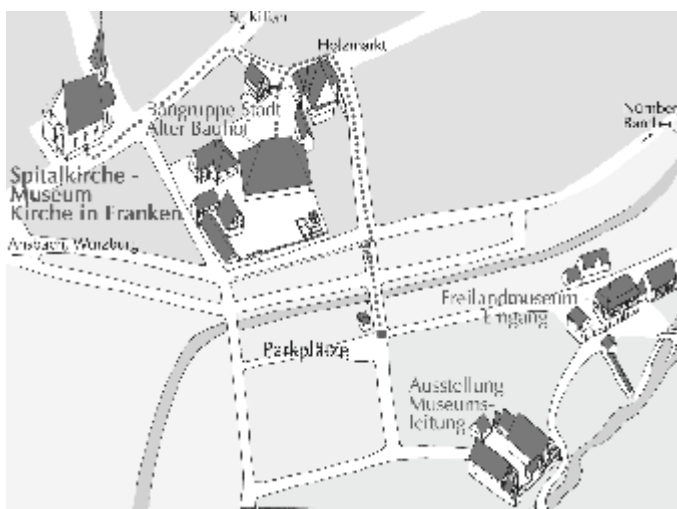 St. Kilian
Holzmarkt
Baugruppe Stadt
Alter Bauhof
Spitalkirche -
Museum
Kirche in Franken
Ansbach, Würzburg
Freilandmuseum -
Eingang
Parkplätze
Ausstellung
Museums-
leitung